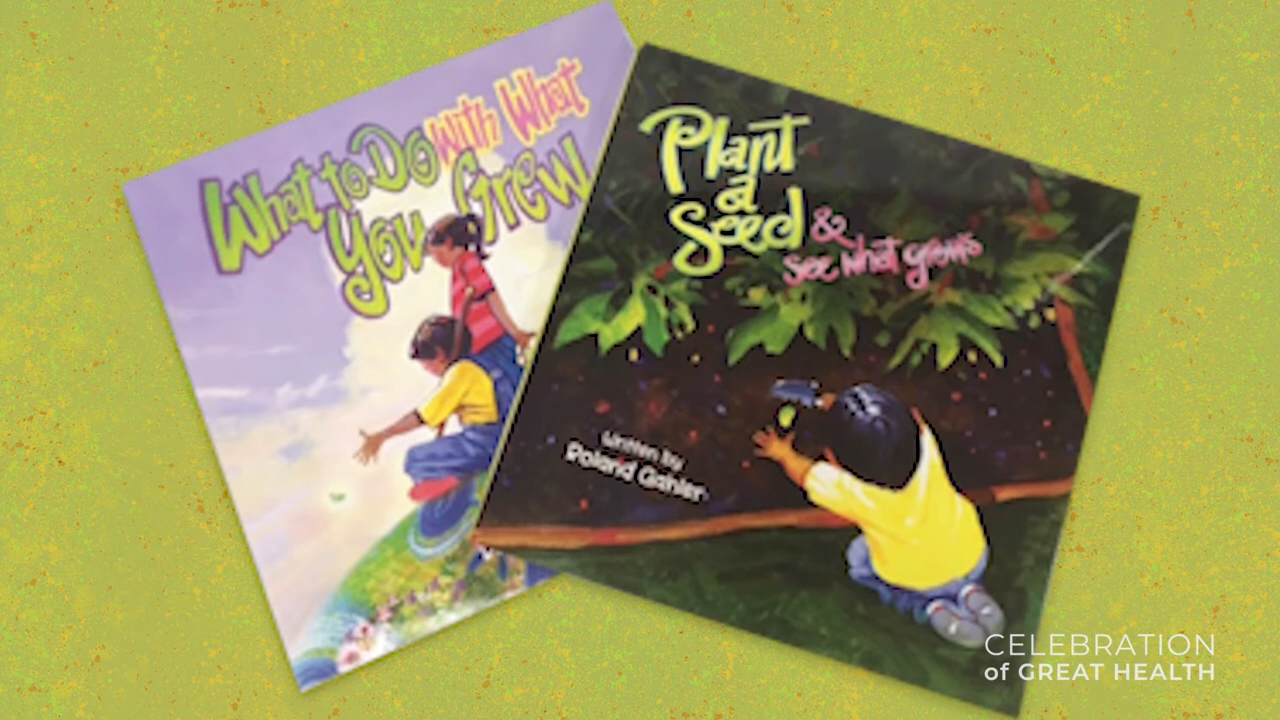 What to Do with What
You Grew
Plant
a
Seed &
see what grows
written by
Roland Gahler
CELEBRATION
of GREAT HEALTH